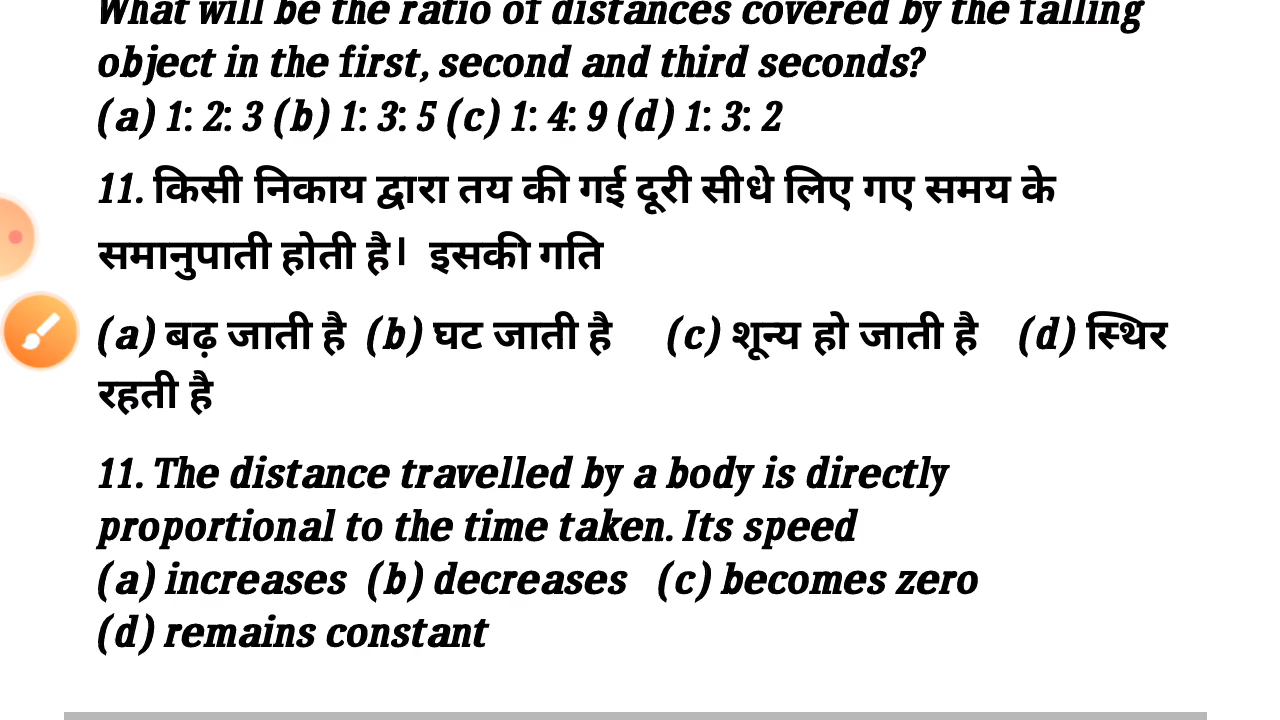 What will be the ratio of distances covered by the falling
object in the first, second and third seconds?
(a) 1: 2: 3 (b) 1: 3: 5 (c) 1: 4: 9 (d) 1: 3: 2
11. किसी निकाय द्वारा तय की गई दूरी सीधे लिए गए समय के
समानुपाती होती है। इसकी गति
(a) बढ़ जाती है (b) घट जाती है (c) शून्य हो जाती है (d) स्थिर
रहती है
11. The distance travelled by a body is directly
proportional to the time taken. Its speed
(a) increases (b) decreases (c) becomes zero
(d) remains constant